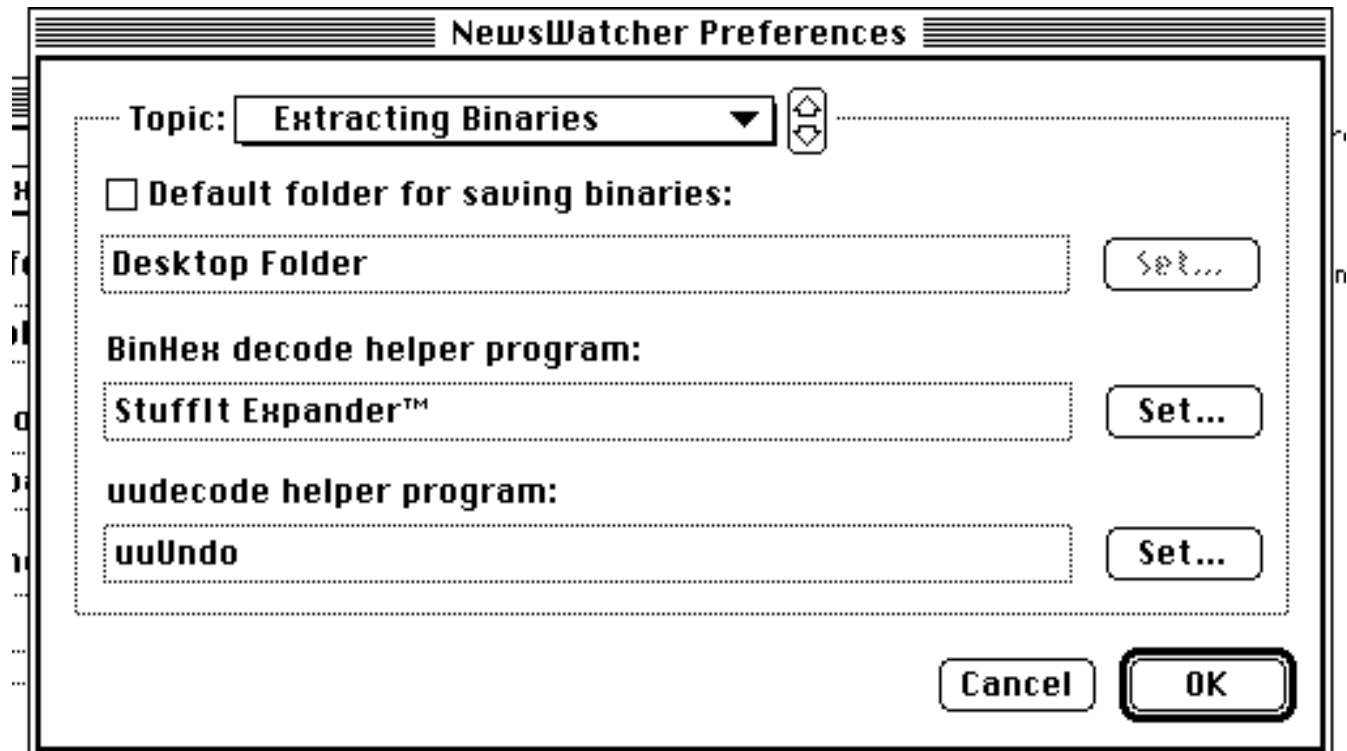 NewsWatcher Preferences
Topic: Extracting Binaries
Default folder for saving binaries:
Desktop Folder Set...
BinHex decode helper program:
StuffIt Expander™ Set...
uudecode helper program:
uuUndo Set...
Cancel OK